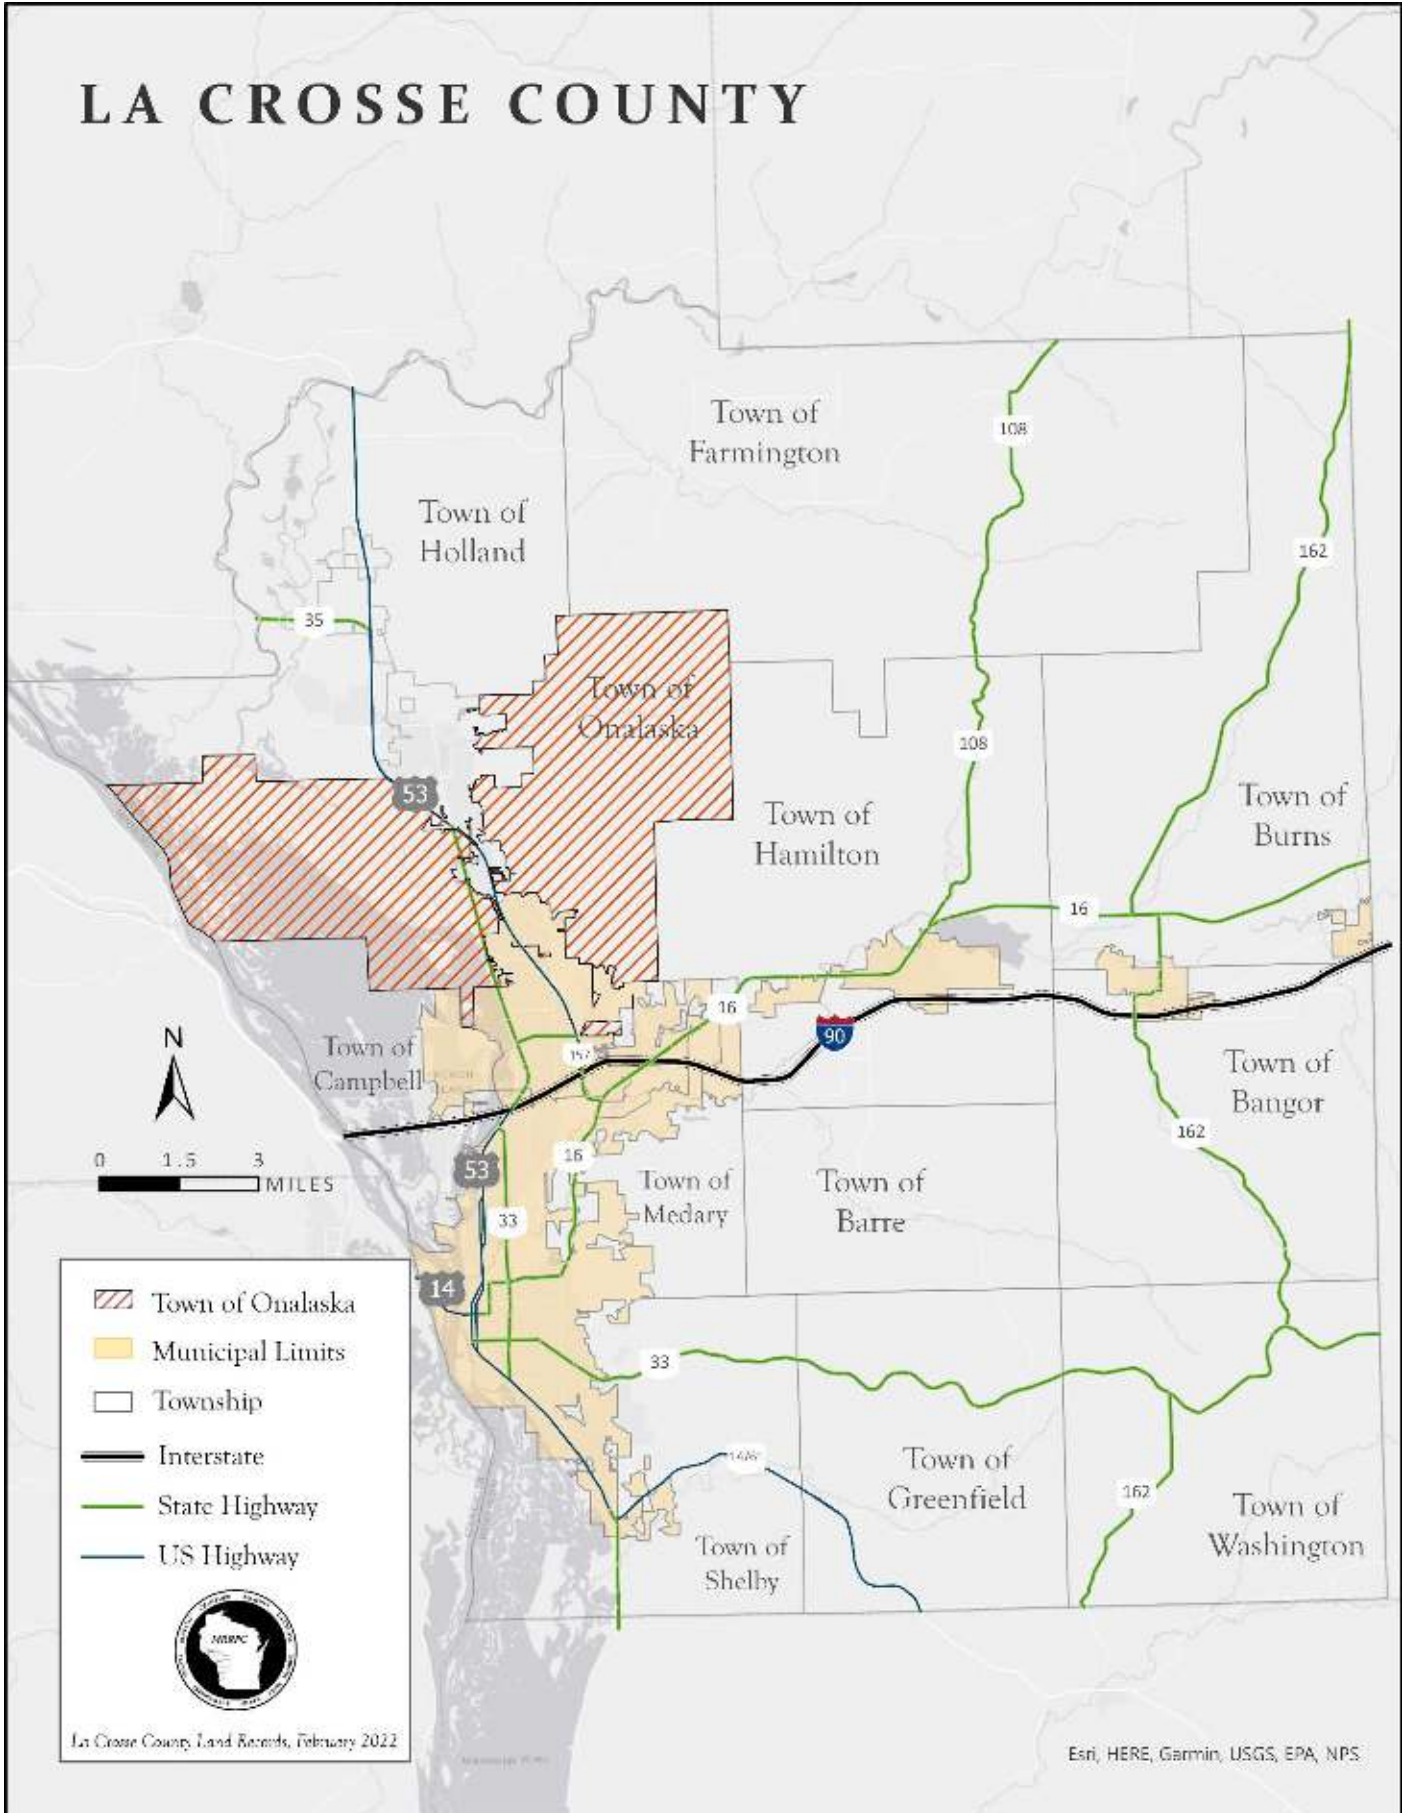 LA CROSSE COUNTY
Town of
Farmington
108
Town of
Holland
162
35
Town of
Onalaska
108
53
Town of
Hamilton
Town of
Burns
16
16
90
157
Town of
Campbell
Town of
Bangor
N
162
0 1.5 3
MILES
53
16
Town of
Medary
Town of
Barre
33
14
33
Town of
Greenfield
162
Town of
Washington
Town of
Shelby
Town of Onalaska
Municipal Limits
Township
Interstate
State Highway
US Highway
MRRPC
La Crosse County Land Records, February 2022
Esri, HERE, Garmin, USGS, EPA, NPS